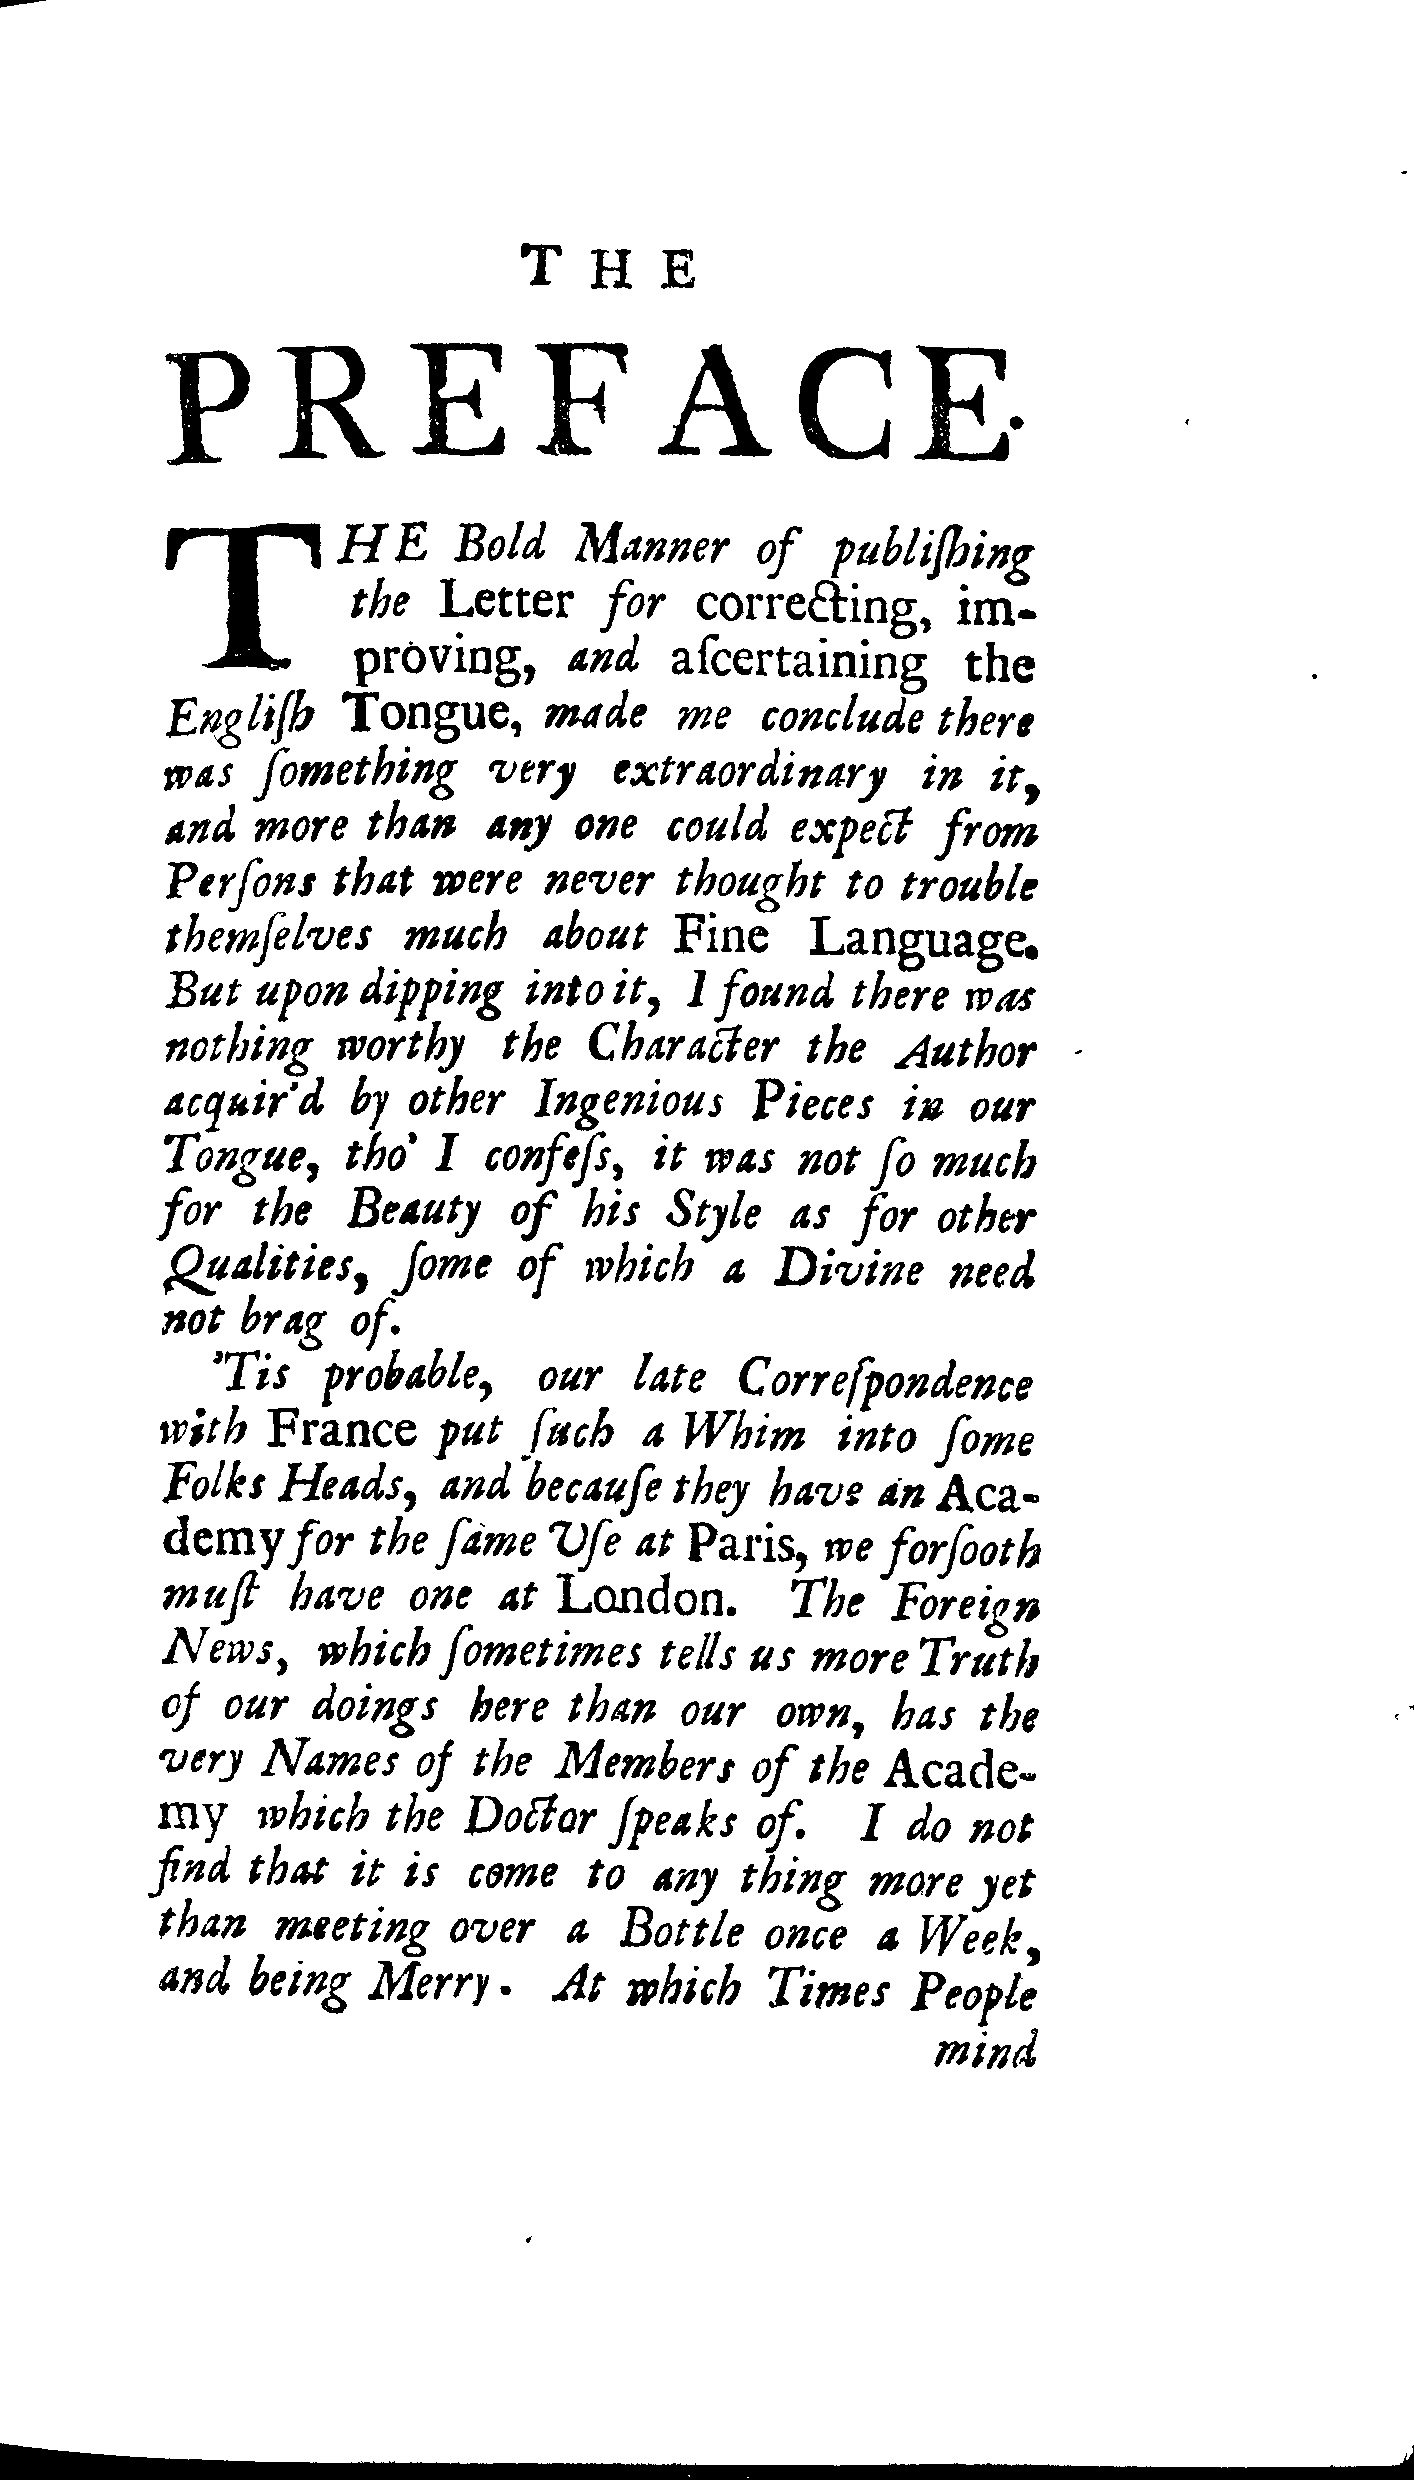 THE
PREFACE.
THE Bold Manner of publiſhing
the Letter for correcting, im-
proving, and aſcertaining the
Engliſh Tongue, made me conclude there
was ſomething very extraordinary in it,
and more than any one could expect from
Perſons that were never thought to trouble
themſelves much about Fine Language.
But upon dipping into it, I found there was
nothing worthy the Character the Author
acquir'd by other Ingenious Pieces in our
Tongue, tho' I confeſs, it was not ſo much
for the Beauty of his Style as for other
Qualities, ſome of which a Divine need
not brag of.
'Tis probable, our late Correſpondence
with France put ſuch a Whim into ſome
Folks Heads, and becauſe they have an Aca-
demy for the ſame Uſe at Paris, we forſooth
muſt have one at London. The Foreign
News, which ſometimes tells us more Truth
of our doings here than our own, has the
very Names of the Members of the Acade-
my which the Doctor ſpeaks of. I do not
find that it is come to any thing more yet
than meeting over a Bottle once a Week,
and being Merry. At which Times People
mind